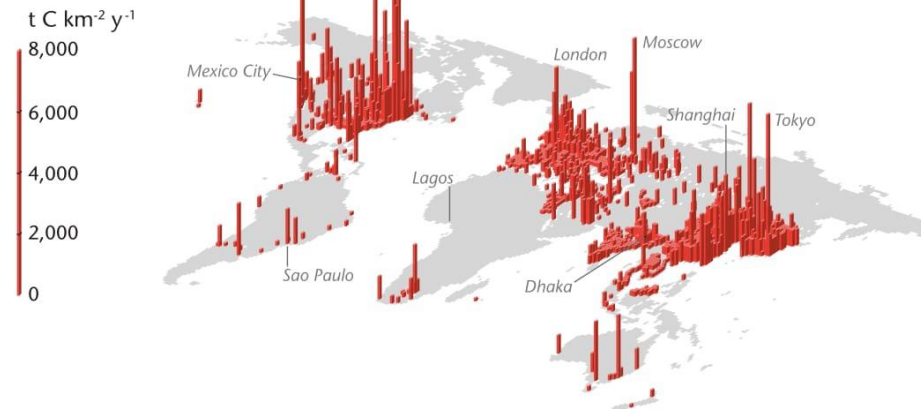 t C km⁻² y⁻¹
8,000
6,000
4,000
2,000
0
Mexico City
London
Moscow
Shanghai
Tokyo
Lagos
Sao Paulo
Dhaka